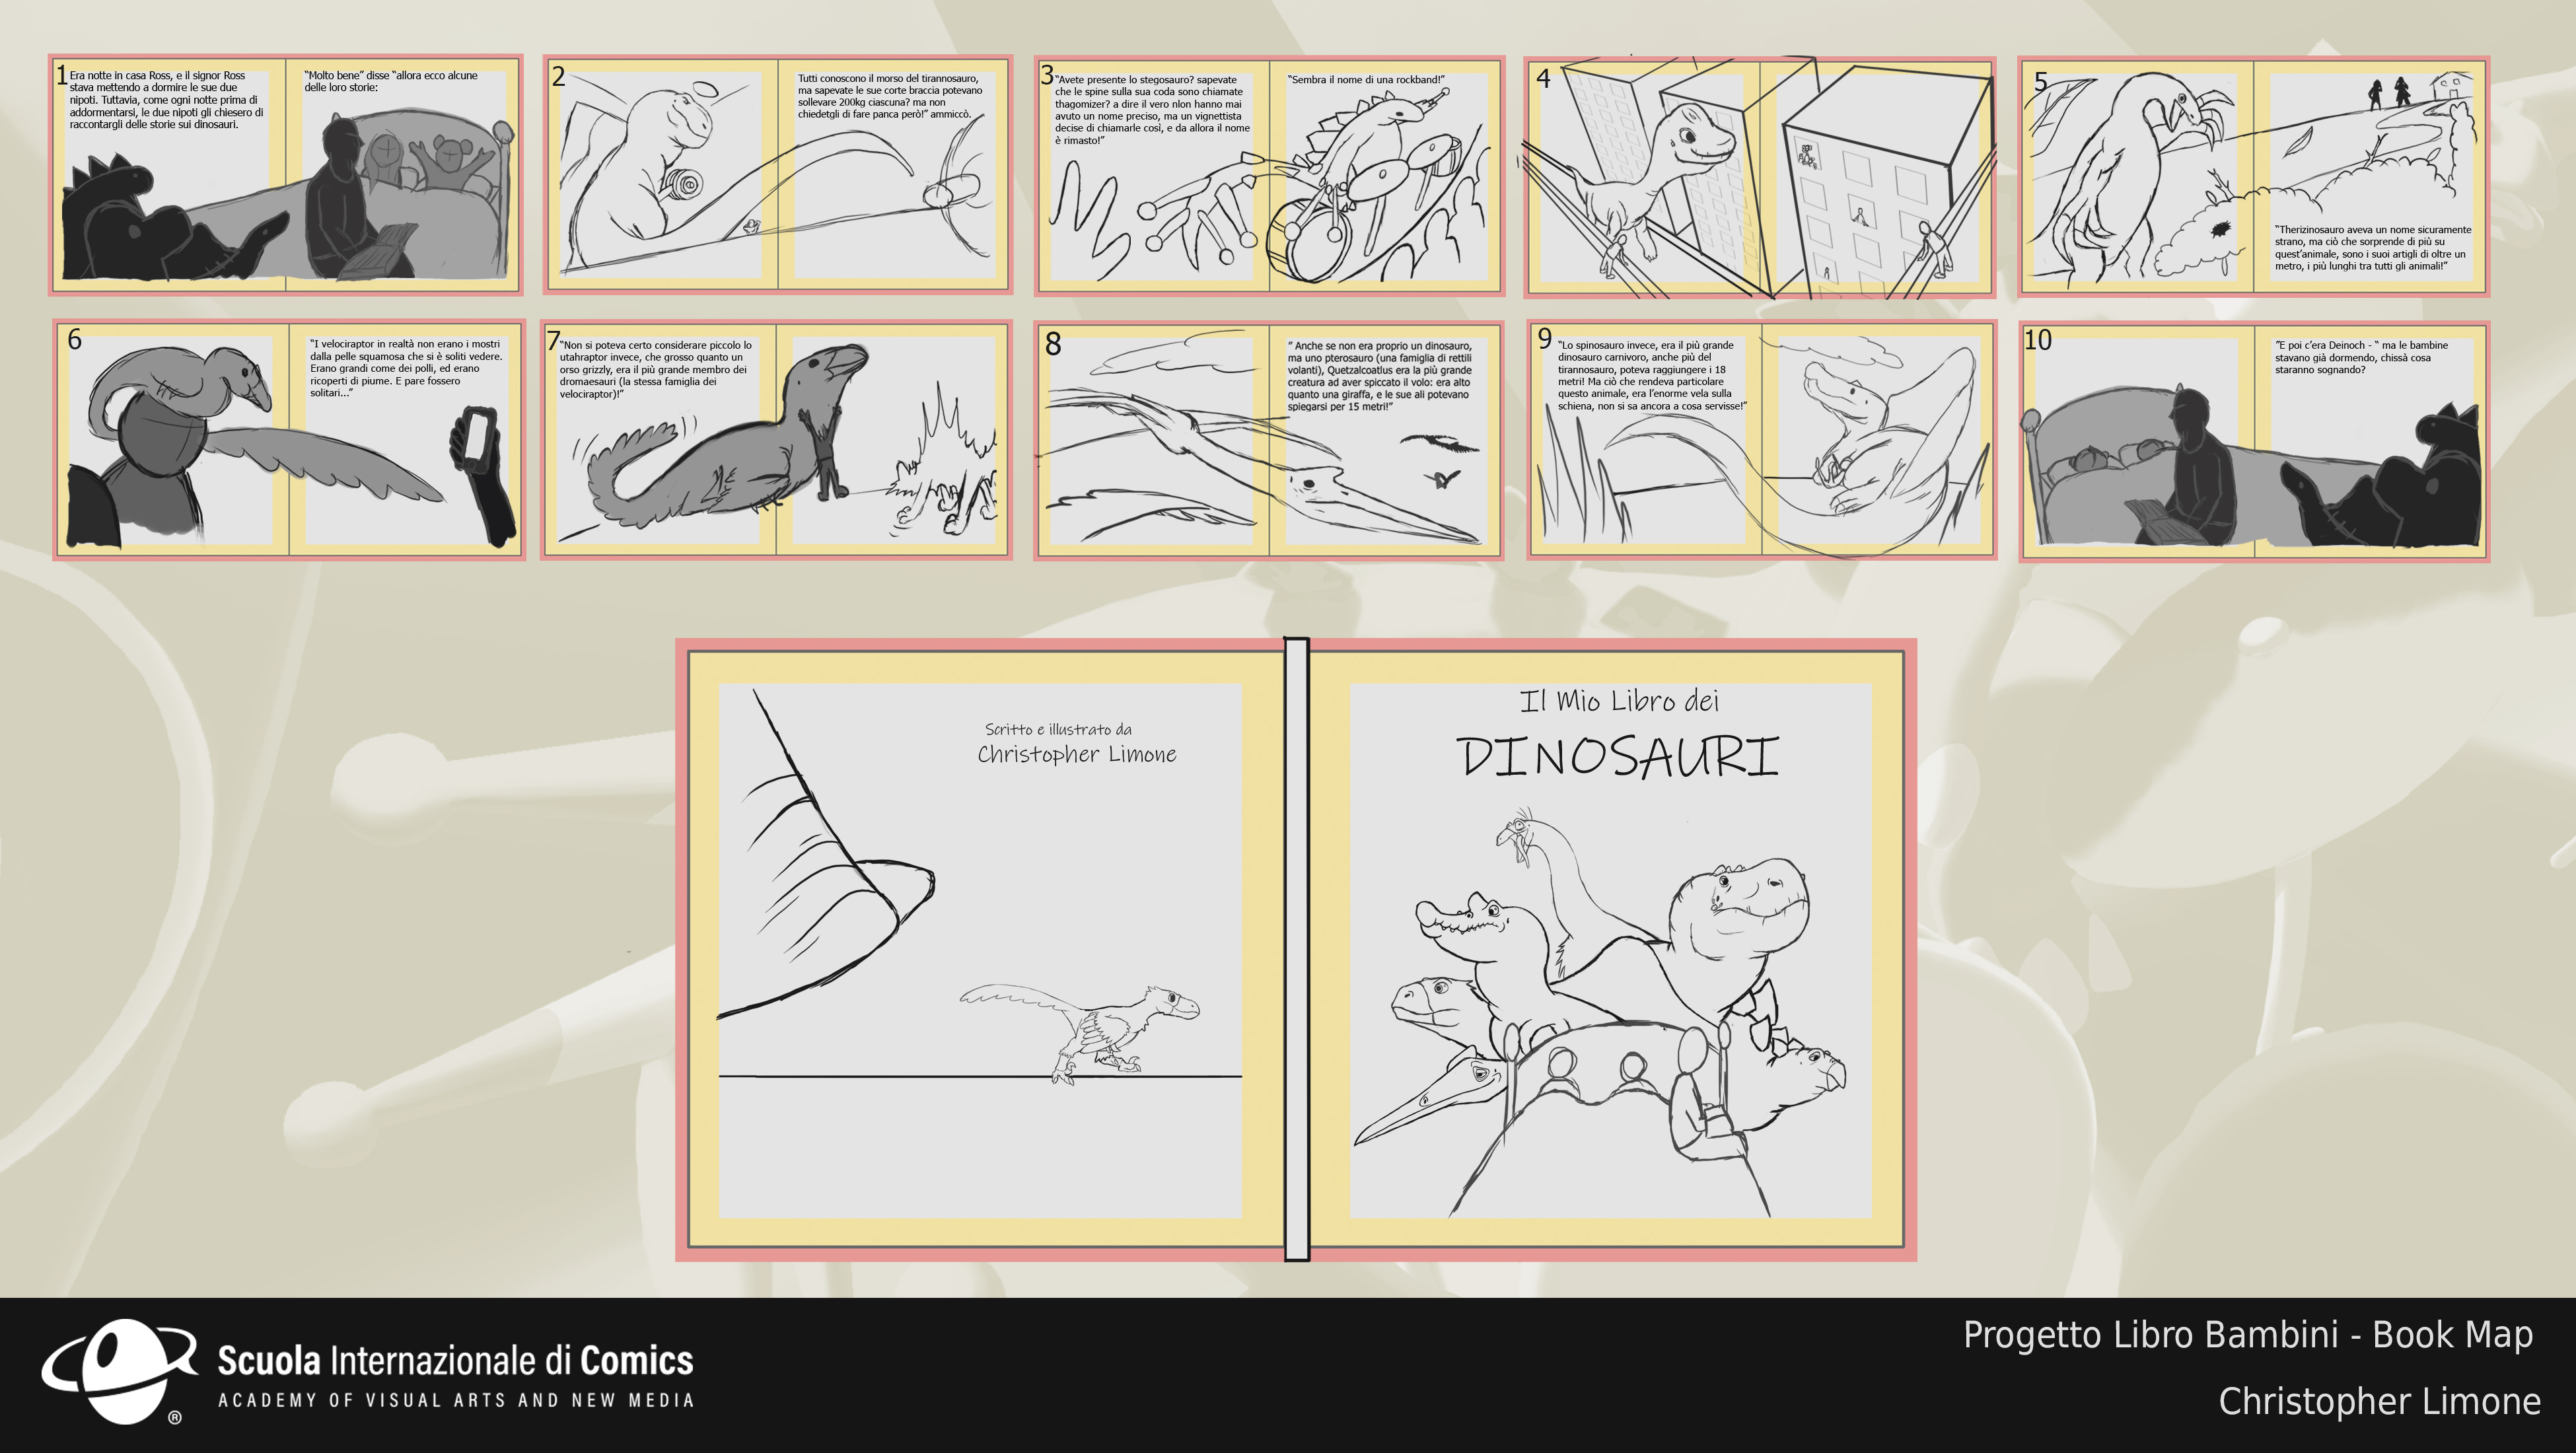 1
Era notte in casa Ross, e il signor Ross
stava mettendo a dormire le sue due
nipoti. Tuttavia, come ogni notte prima di
addormentarsi, le due nipoti gli chiesero di
raccontargli delle storie sui dinosauri.
“Molto bene” disse “allora ecco alcune
delle loro storie:
2
Tutti conoscono il morso del tirannosauro,
ma sapevate le sue corte braccia potevano
sollevare 200kg ciascuna? ma non
chiedetgli di fare panca però!” ammiccò.
3
“Avete presente lo stegosauro? sapevate
che le spine sulla sua coda sono chiamate
thagomizer? a dire il vero nlon hanno mai
avuto un nome preciso, ma un vignettista
decise di chiamarle così, e da allora il nome
è rimasto!”
“Sembra il nome di una rockband!”
4
5
“Therizinosauro aveva un nome sicuramente
strano, ma ciò che sorprende di più su
quest’animale, sono i suoi artigli di oltre un
metro, i più lunghi tra tutti gli animali!”
6
“I velociraptor in realtà non erano i mostri
dalla pelle squamosa che si è soliti vedere.
Erano grandi come dei polli, ed erano
ricoperti di piume. E pare fossero
solitari...”
7
“Non si poteva certo considerare piccolo lo
utahraptor invece, che grosso quanto un
orso grizzly, era il più grande membro dei
dromaesauri (la stessa famiglia dei
velociraptor)!”
8
” Anche se non era proprio un dinosauro,
ma uno pterosauro (una famiglia di rettili
volanti), Quetzalcoatlus era la più grande
creatura ad aver spiccato il volo: era alto
quanto una giraffa, e le sue ali potevano
spiegarsi per 15 metri!”
9
“Lo spinosauro invece, era il più grande
dinosauro carnivoro, anche più del
tirannosauro, poteva raggiungere i 18
metri! Ma ciò che rendeva particolare
questo animale, era l’enorme vela sulla
schiena, non si sa ancora a cosa servisse!”
10
“E poi c’era Deinoch - “ ma le bambine
stavano già dormendo, chissà cosa
staranno sognando?
Scritto e illustrato da
Christopher Limone
Il Mio Libro dei
DINOSAURI
Scuola Internazionale di Comics
ACADEMY OF VISUAL ARTS AND NEW MEDIA
®
Progetto Libro Bambini - Book Map
Christopher Limone